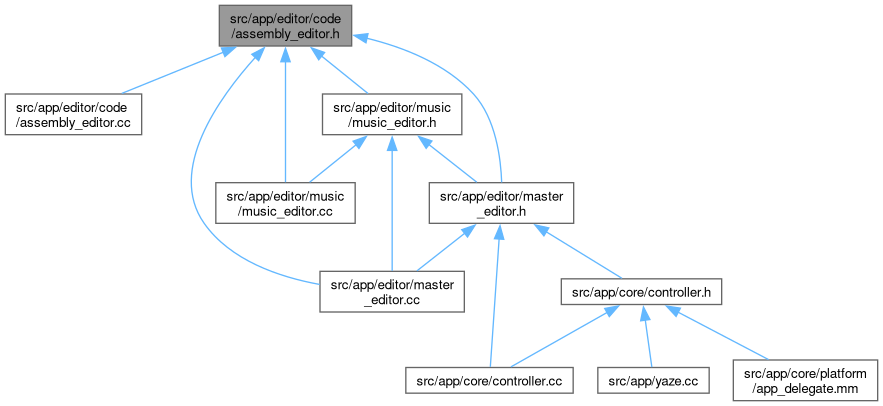 src/app/editor/code
/assembly_editor.h
src/app/editor/code
/assembly_editor.cc
src/app/editor/music
/music_editor.h
src/app/editor/music
/music_editor.cc
src/app/editor/master
_editor.h
src/app/editor/master
_editor.cc
src/app/core/controller.h
src/app/core/controller.cc
src/app/yaze.cc
src/app/core/platform
/app_delegate.mm